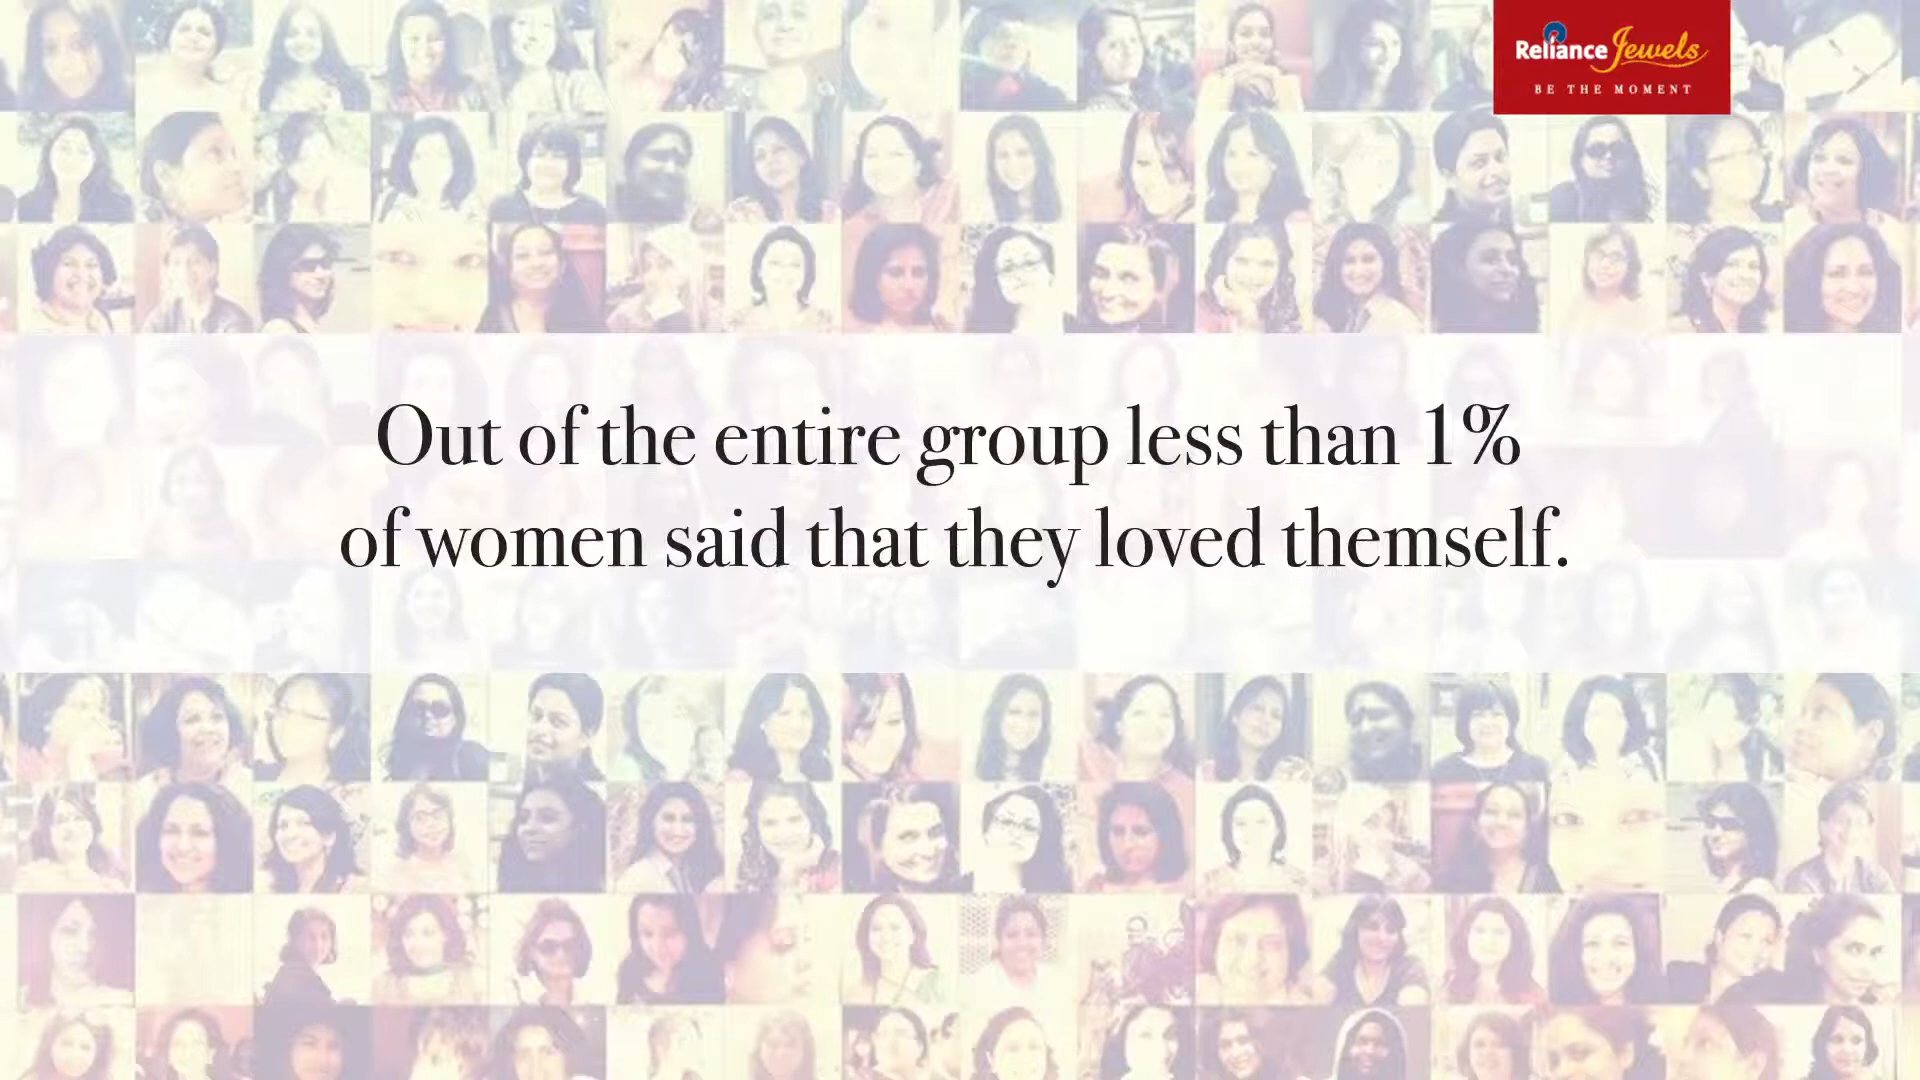 Reliance Jewels
BE THE MOMENT
Out of the entire group less than 1%
of women said that they loved themself.